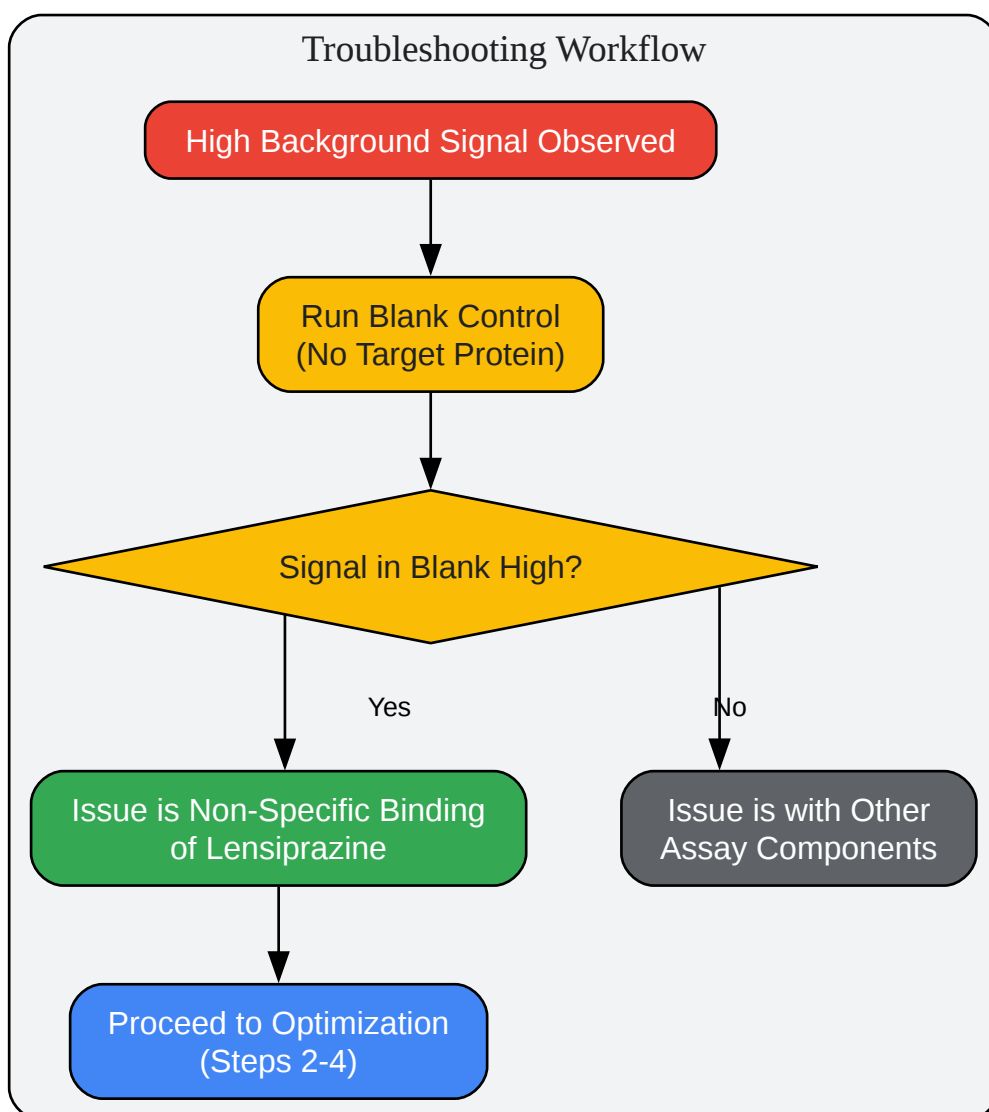 Troubleshooting Workflow
High Background Signal Observed
Run Blank Control
(No Target Protein)
Signal in Blank High?
Yes
No
Issue is Non-Specific Binding
of Lensiprazine
Issue is with Other
Assay Components
Proceed to Optimization
(Steps 2-4)